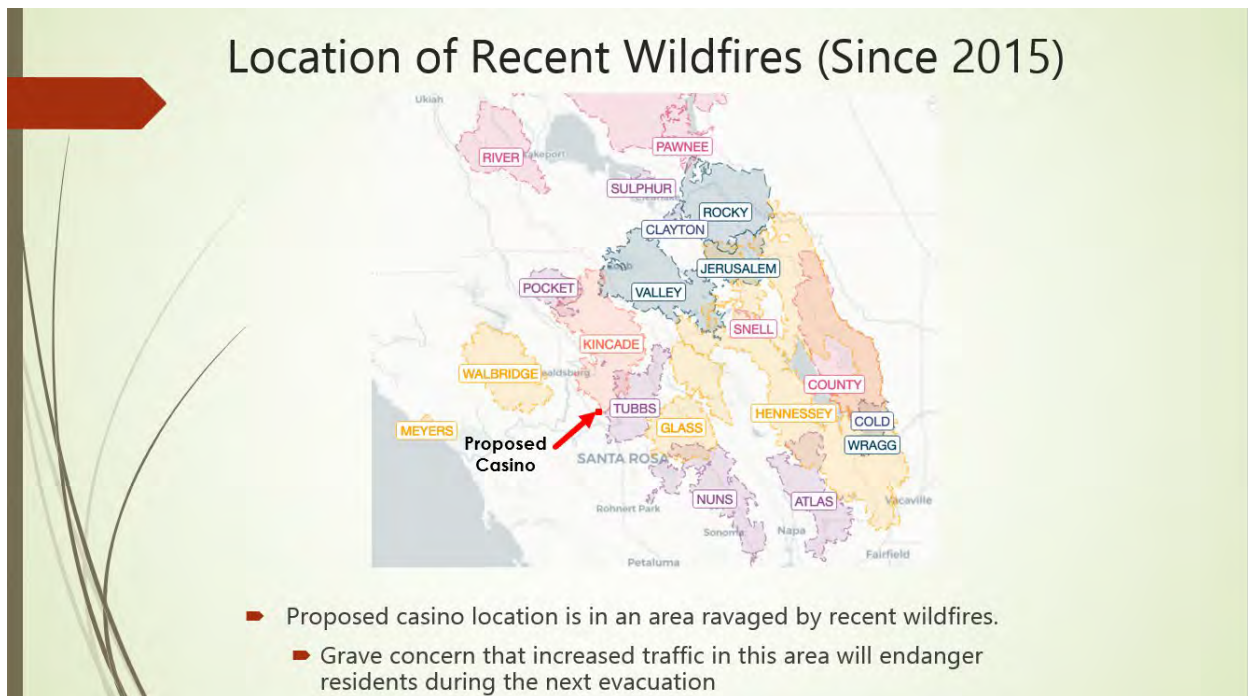 Location of Recent Wildfires (Since 2015)
Ukiah
RIVER
Lakeport
PAWNEE
SULPHUR
ROCKY
CLAYTON
JERUSALEM
POCKET
VALLEY
SNELL
KINCADE
WALBRIDGE
aldsburg
COUNTY
TUBBS
HENNESSEY
MEYERS
GLASS
COLD
Proposed
Casino
WRAGG
SANTA ROSA
NUNS
ATLAS
Vacaville
Rohnert Park
Sonoma
Napa
Fairfield
Petaluma
Proposed casino location is in an area ravaged by recent wildfires.
Grave concern that increased traffic in this area will endanger
residents during the next evacuation